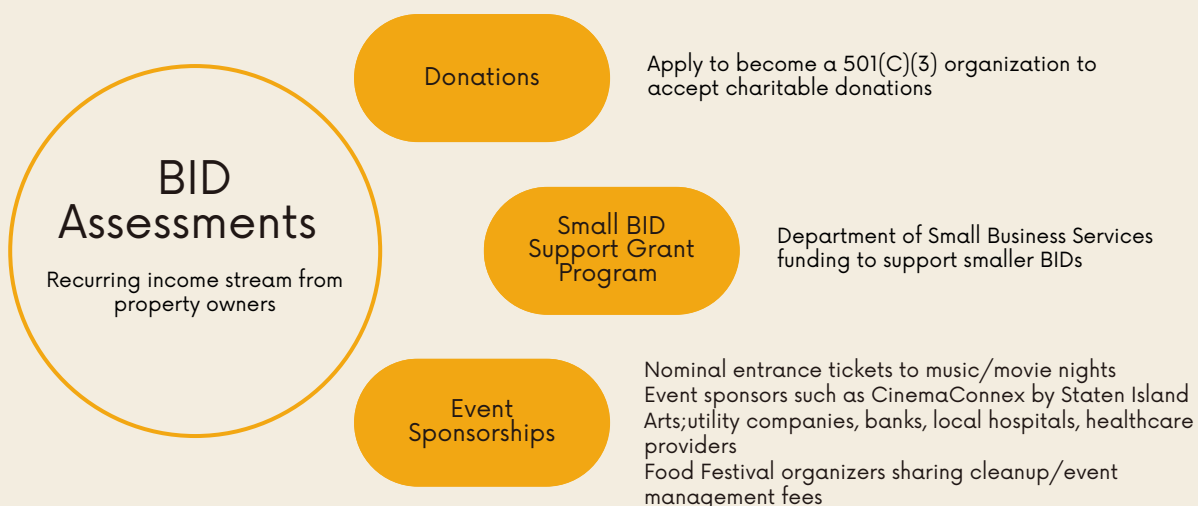 BID
Assessments
Recurring income stream from
property owners
Donations
Apply to become a 501(C)(3) organization to
accept charitable donations
Small BID
Support Grant
Program
Department of Small Business Services
funding to support smaller BIDs
Event
Sponsorships
Nominal entrance tickets to music/movie nights
Event sponsors such as CinemaConnex by Staten Island
Arts;utility companies, banks, local hospitals, healthcare
providers
Food Festival organizers sharing cleanup/event
management fees